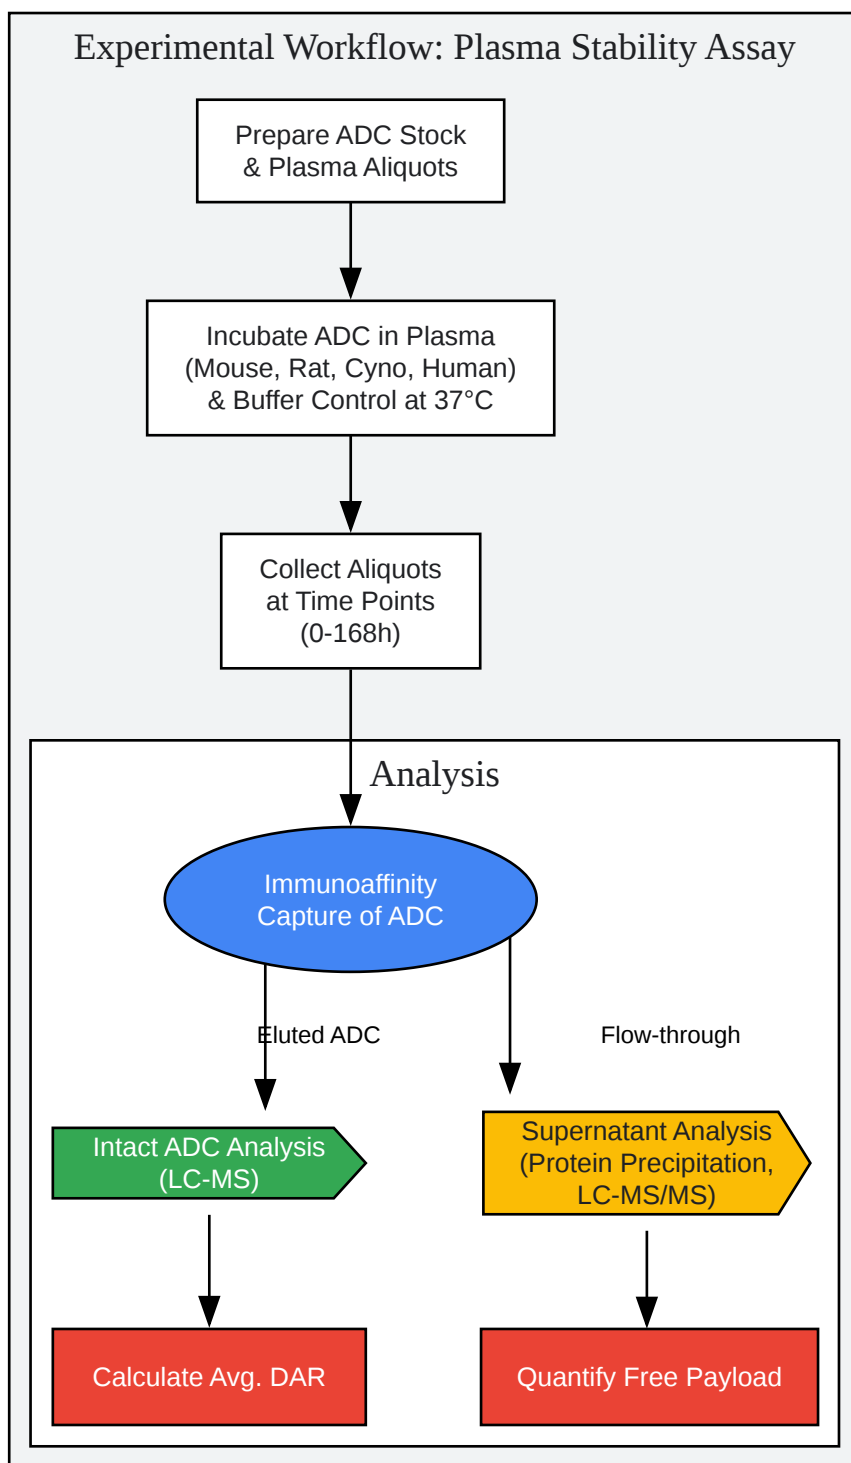 Experimental Workflow: Plasma Stability Assay
Prepare ADC Stock
& Plasma Aliquots
Incubate ADC in Plasma
(Mouse, Rat, Cyno, Human)
& Buffer Control at 37°C
Collect Aliquots
at Time Points
(0-168h)
Analysis
Immunoaffinity
Capture of ADC
Eluted ADC
Flow-through
Intact ADC Analysis
(LC-MS)
Supernatant Analysis
(Protein Precipitation,
LC-MS/MS)
Calculate Avg. DAR
Quantify Free Payload